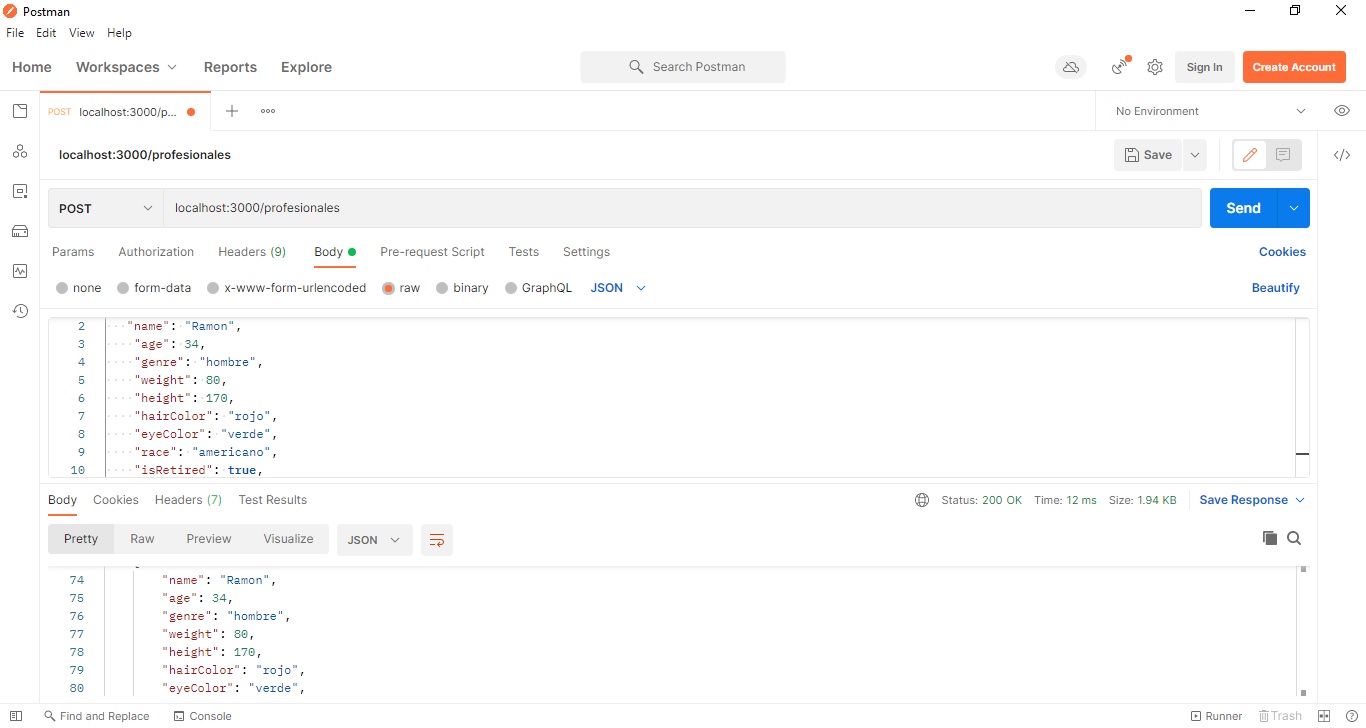 Postman
File Edit View Help
Home Workspaces Reports Explore Search Postman Sign In Create Account
POST localhost:3000/p... No Environment
localhost:3000/profesionales Save
POST localhost:3000/profesionales Send
Params Authorization Headers (9) Body Pre-request Script Tests Settings Cookies
none form-data x-www-form-urlencoded raw binary GraphQL JSON Beautify
2 "name": "Ramon",
3 "age": 34,
4 "genre": "hombre",
5 "weight": 80,
6 "height": 170,
7 "hairColor": "rojo",
8 "eyeColor": "verde",
9 "race": "americano",
10 "isRetired": true,
Body Cookies Headers (7) Test Results Status: 200 OK Time: 12 ms Size: 1.94 KB Save Response
Pretty Raw Preview Visualize JSON
74 "name": "Ramon",
75 "age": 34,
76 "genre": "hombre",
77 "weight": 80,
78 "height": 170,
79 "hairColor": "rojo",
80 "eyeColor": "verde",
Find and Replace Console Runner Trash